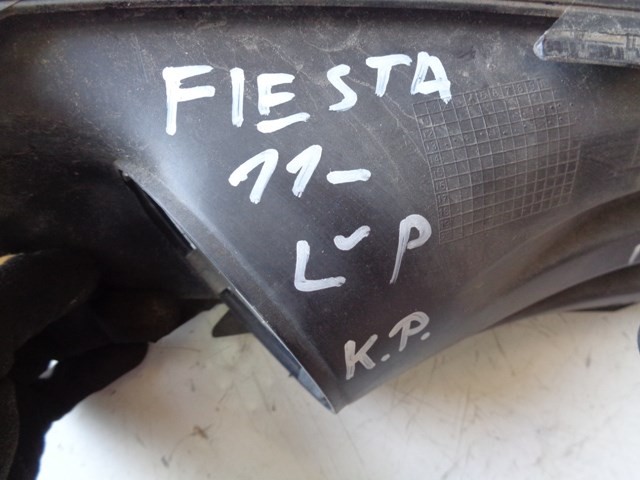 FIESTA
11-
L˘P
K.P.